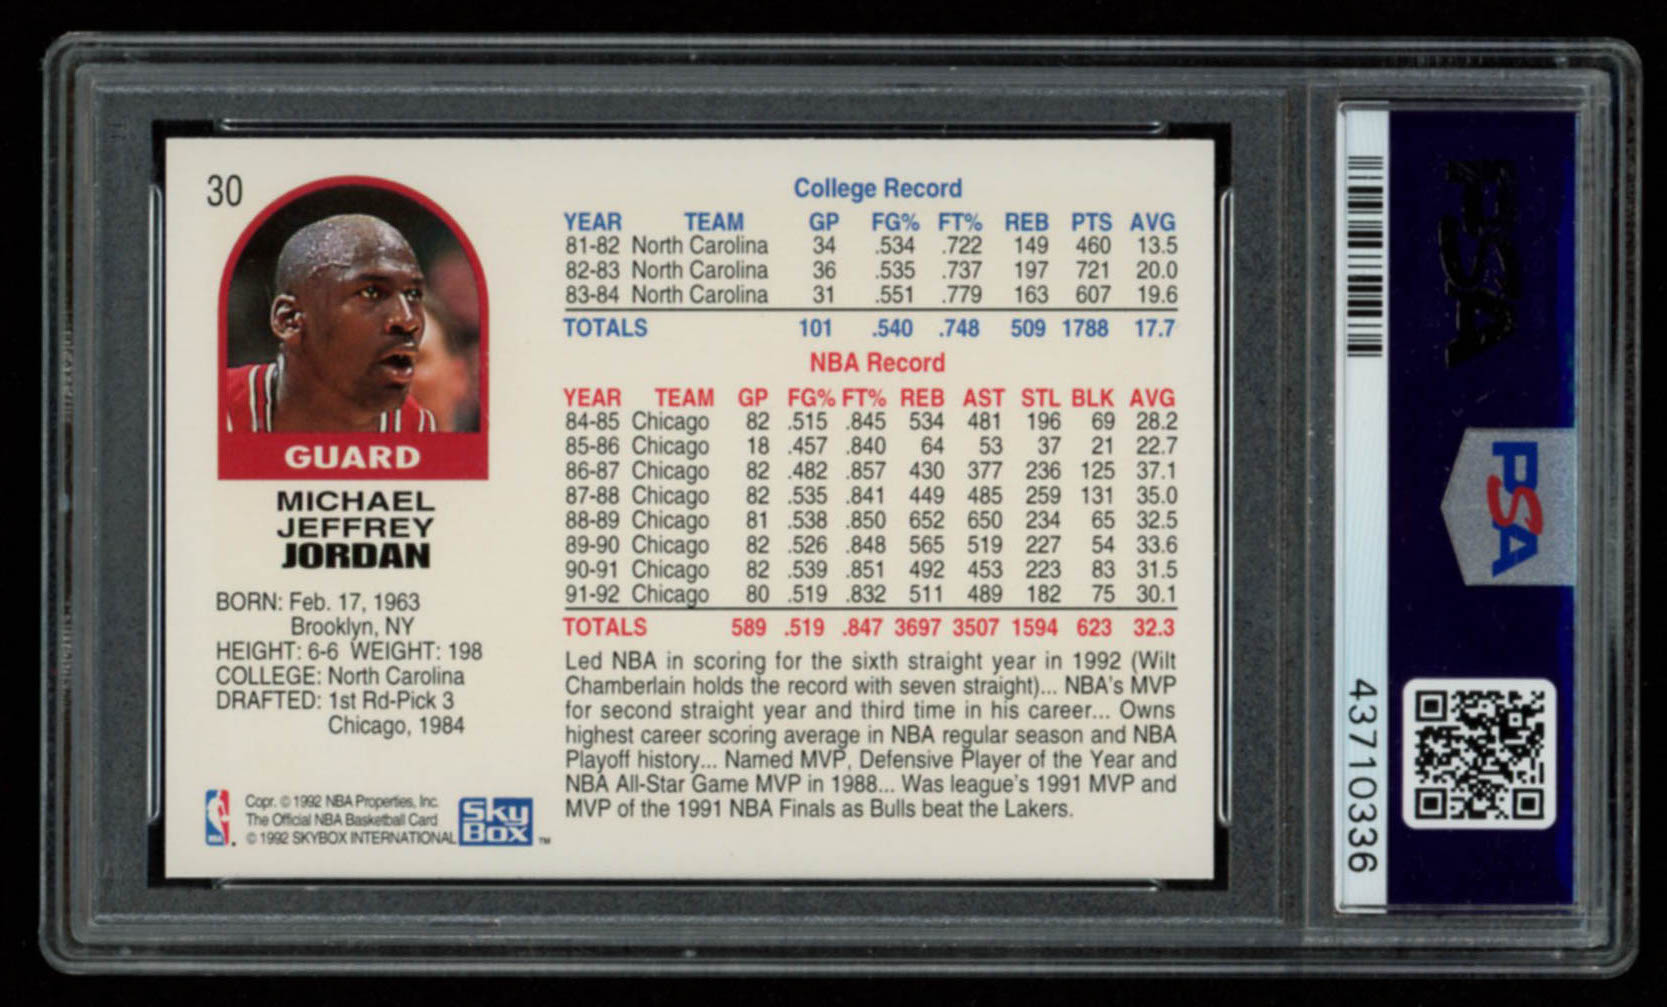 30
GUARD
MICHAEL
JEFFREY
JORDAN
BORN: Feb. 17, 1963
Brooklyn, NY
HEIGHT: 6-6 WEIGHT: 198
COLLEGE: North Carolina
DRAFTED: 1st Rd-Pick 3
Chicago, 1984
Copr. © 1992 NBA Properties, Inc.
The Official NBA Basketball Card
© 1992 SKYBOX INTERNATIONAL
SKY
BOX ™
College Record
YEAR TEAM GP FG% FT% REB PTS AVG
81-82 North Carolina 34 .534 .722 149 460 13.5
82-83 North Carolina 36 .535 .737 197 721 20.0
83-84 North Carolina 31 .551 .779 163 607 19.6
TOTALS 101 .540 .748 509 1788 17.7
NBA Record
YEAR TEAM GP FG% FT% REB AST STL BLK AVG
84-85 Chicago 82 .515 .845 534 481 196 69 28.2
85-86 Chicago 18 .457 .840 64 53 37 21 22.7
86-87 Chicago 82 .482 .857 430 377 236 125 37.1
87-88 Chicago 82 .535 .841 449 485 259 131 35.0
88-89 Chicago 81 .538 .850 652 650 234 65 32.5
89-90 Chicago 82 .526 .848 565 519 227 54 33.6
90-91 Chicago 82 .539 .851 492 453 223 83 31.5
91-92 Chicago 80 .519 .832 511 489 182 75 30.1
TOTALS 589 .519 .847 3697 3507 1594 623 32.3
Led NBA in scoring for the sixth straight year in 1992 (Wilt
Chamberlain holds the record with seven straight)... NBA's MVP
for second straight year and third time in his career... Owns
highest career scoring average in NBA regular season and NBA
Playoff history... Named MVP, Defensive Player of the Year and
NBA All-Star Game MVP in 1988... Was league's 1991 MVP and
MVP of the 1991 NBA Finals as Bulls beat the Lakers.
PSA
PSA
43710336